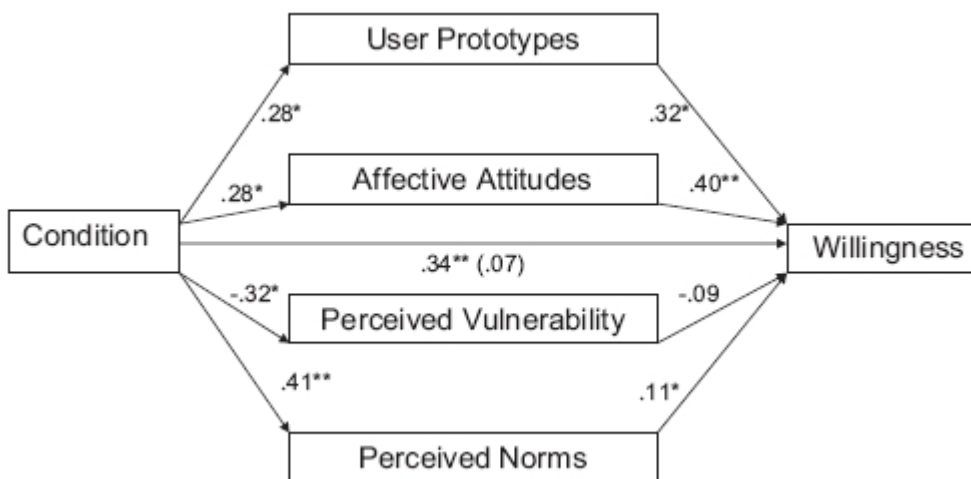 User Prototypes
.28*
.32*
Affective Attitudes
.28*
.40**
Condition
Willingness
.34** (.07)
-.32*
Perceived Vulnerability
-.09
.41**
.11*
Perceived Norms